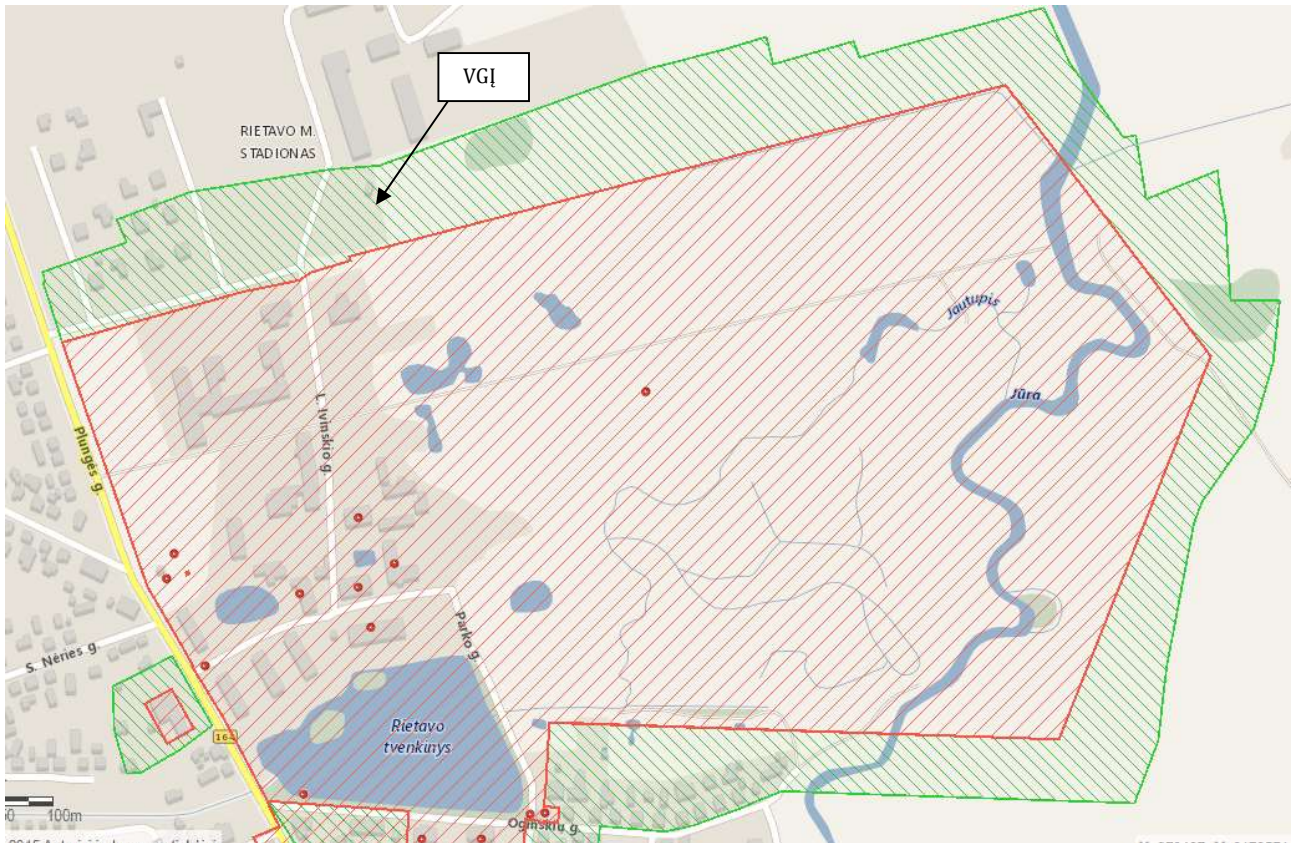 VGĮ
RIETAVO M.
STADIONAS
Jautupis
Jūra
L. Ivinskio g.
Plungės g.
Parko g.
S. Nėries g.
Rietavo
tvenkinys
164
100m
Oginskių g.